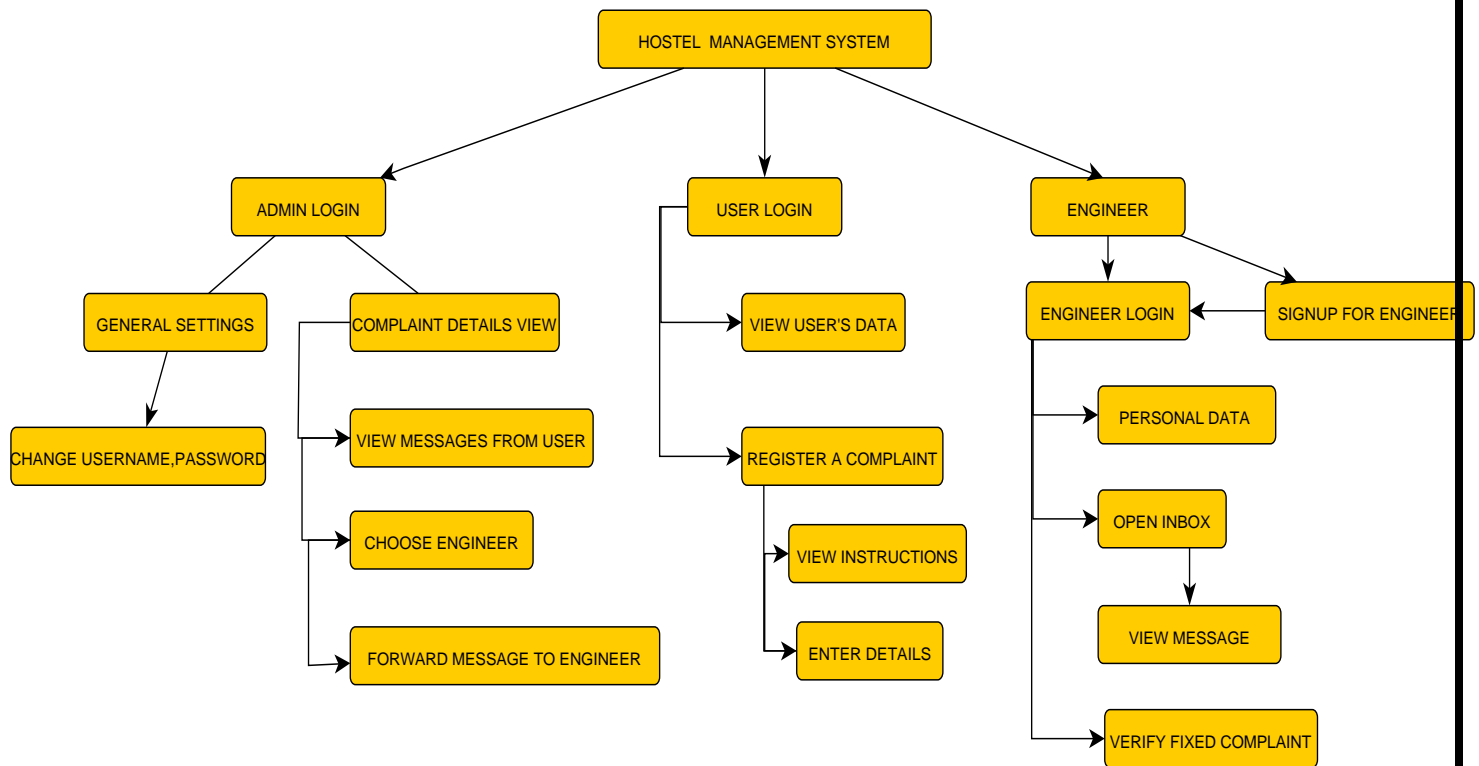 HOSTEL MANAGEMENT SYSTEM
ADMIN LOGIN
USER LOGIN
ENGINEER
GENERAL SETTINGS
COMPLAINT DETAILS VIEW
VIEW USER'S DATA
ENGINEER LOGIN
SIGNUP FOR ENGINEER
CHANGE USERNAME,PASSWORD
VIEW MESSAGES FROM USER
REGISTER A COMPLAINT
PERSONAL DATA
CHOOSE ENGINEER
VIEW INSTRUCTIONS
OPEN INBOX
FORWARD MESSAGE TO ENGINEER
ENTER DETAILS
VIEW MESSAGE
VERIFY FIXED COMPLAINT